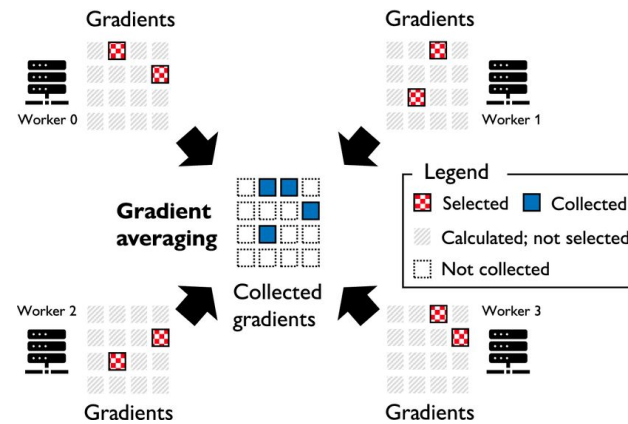 Gradients
Gradients
Worker 0
Worker 1
Gradient
averaging
Legend
Selected
Collected
Calculated; not selected
Not collected
Collected
gradients
Worker 2
Worker 3
Gradients
Gradients